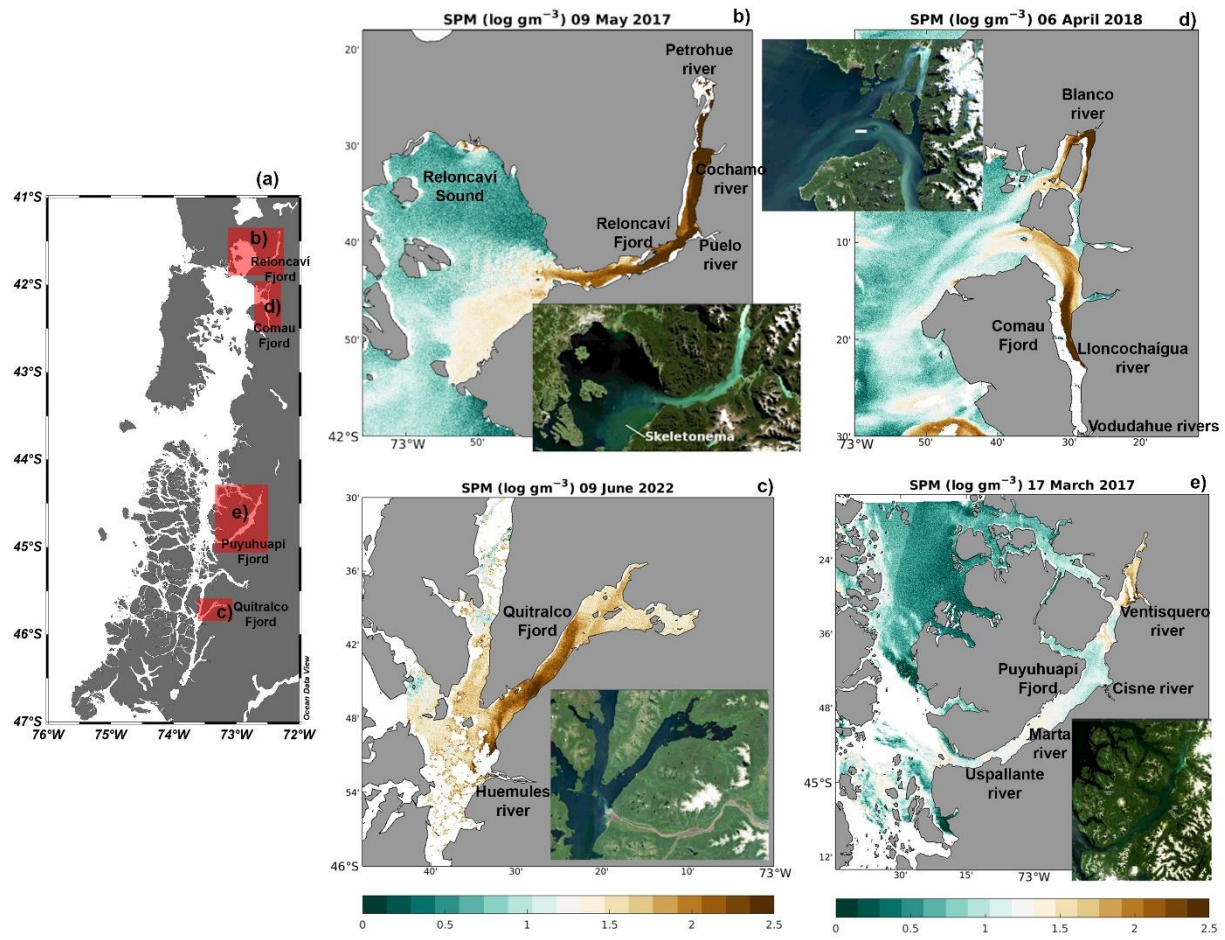 (a)
41°S
42°S
43°S
44°S
45°S
46°S
47°S
76°W
75°W
74°W
73°W
72°W
b)
Reloncaví
Fjord
d)
Comau
Fjord
e)
Puyuhuapi
Fjord
c)
Quitralco
Fjord
Ocean Data View
SPM (log gm⁻³) 09 May 2017
b)
20'
30'
40'
50'
42°S
73°W
50'
40'
Petrohue
river
Cochamo
river
Reloncaví
Sound
Reloncaví
Fjord
Puelo
river
Skeletonema
SPM (log gm⁻³) 06 April 2018
d)
10'
20'
30'
73°W
50'
40'
30'
20'
Blanco
river
Comau
Fjord
Lloncochaígua
river
Vodudahue rivers
SPM (log gm⁻³) 09 June 2022
c)
30'
36'
42'
48'
54'
46°S
40'
30'
20'
10'
73°W
Quitralco
Fjord
Huemules
river
0
0.5
1
1.5
2
2.5
SPM (log gm⁻³) 17 March 2017
e)
24'
36'
48'
45°S
12'
30'
15'
73°W
Ventisquero
river
Puyuhuapí
Fjord
Cisne river
Marta
river
Uspallante
river
0
0.5
1
1.5
2
2.5